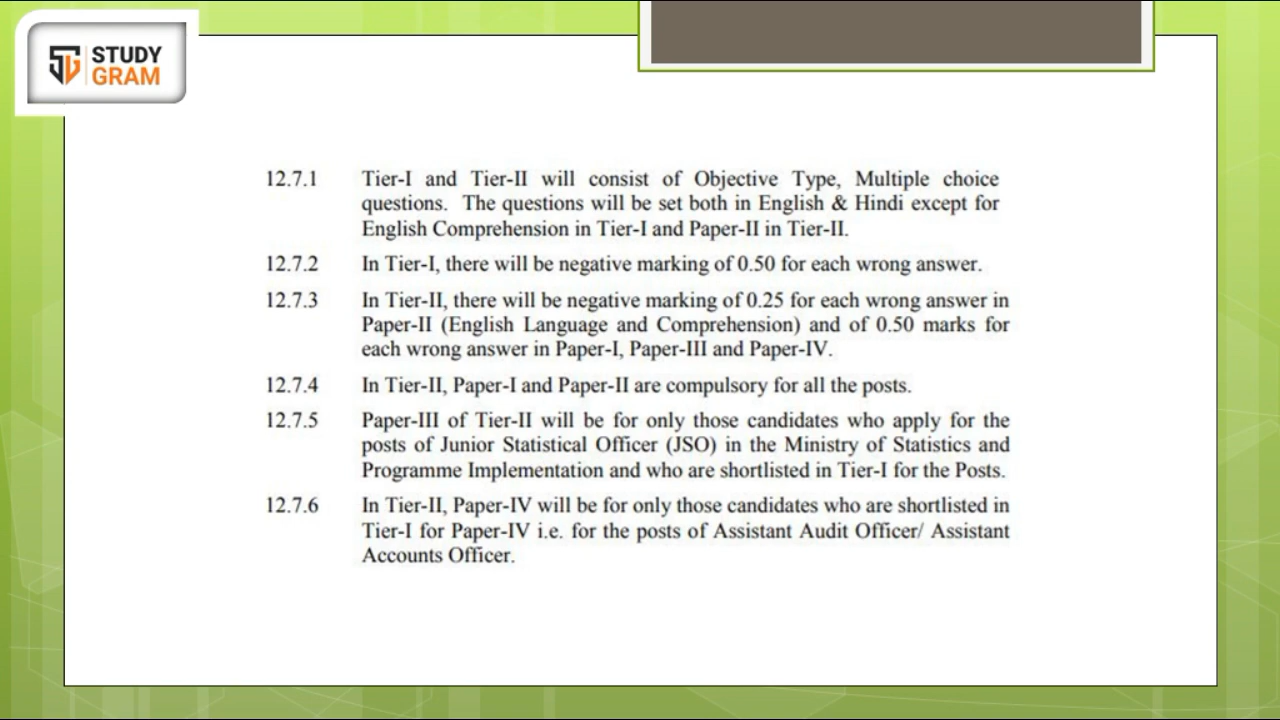 STUDY
GRAM
12.7.1 Tier-I and Tier-II will consist of Objective Type, Multiple choice
questions. The questions will be set both in English & Hindi except for
English Comprehension in Tier-I and Paper-II in Tier-II.
12.7.2 In Tier-I, there will be negative marking of 0.50 for each wrong answer.
12.7.3 In Tier-II, there will be negative marking of 0.25 for each wrong answer in
Paper-II (English Language and Comprehension) and of 0.50 marks for
each wrong answer in Paper-I, Paper-III and Paper-IV.
12.7.4 In Tier-II, Paper-I and Paper-II are compulsory for all the posts.
12.7.5 Paper-III of Tier-II will be for only those candidates who apply for the
posts of Junior Statistical Officer (JSO) in the Ministry of Statistics and
Programme Implementation and who are shortlisted in Tier-I for the Posts.
12.7.6 In Tier-II, Paper-IV will be for only those candidates who are shortlisted in
Tier-I for Paper-IV i.e. for the posts of Assistant Audit Officer/ Assistant
Accounts Officer.